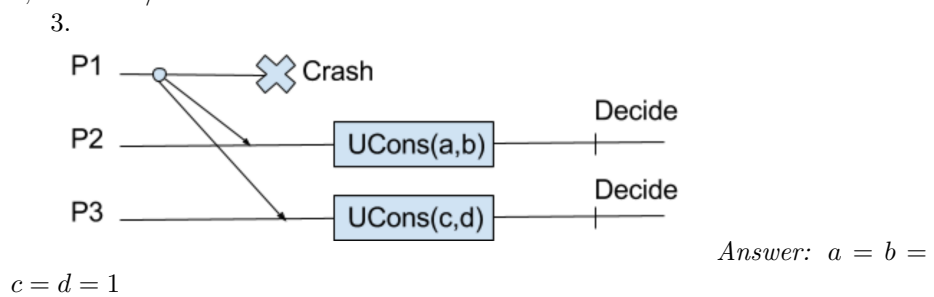 3.
P1
Crash
Decide
P2
UCons(a,b)
Decide
P3
UCons(c,d)
Answer: a = b =
c = d = 1